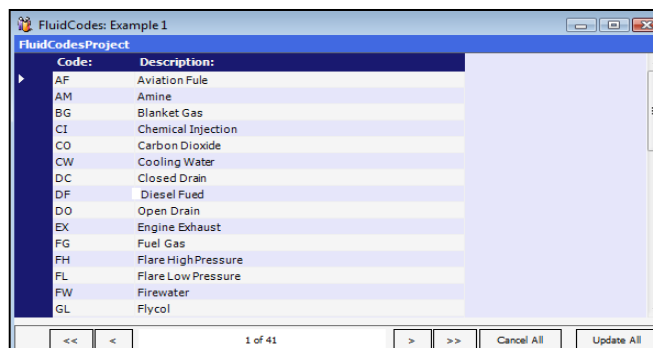 FluidCodes: Example 1
FluidCodesProject
Code: Description:
AF Aviation Fule
AM Amine
BG Blanket Gas
CI Chemical Injection
CO Carbon Dioxide
CW Cooling Water
DC Closed Drain
DF Diesel Fued
DO Open Drain
EX Engine Exhaust
FG Fuel Gas
FH Flare High Pressure
FL Flare Low Pressure
FW Firewater
GL Flycol
<< < 1 of 41 > >> Cancel All Update All